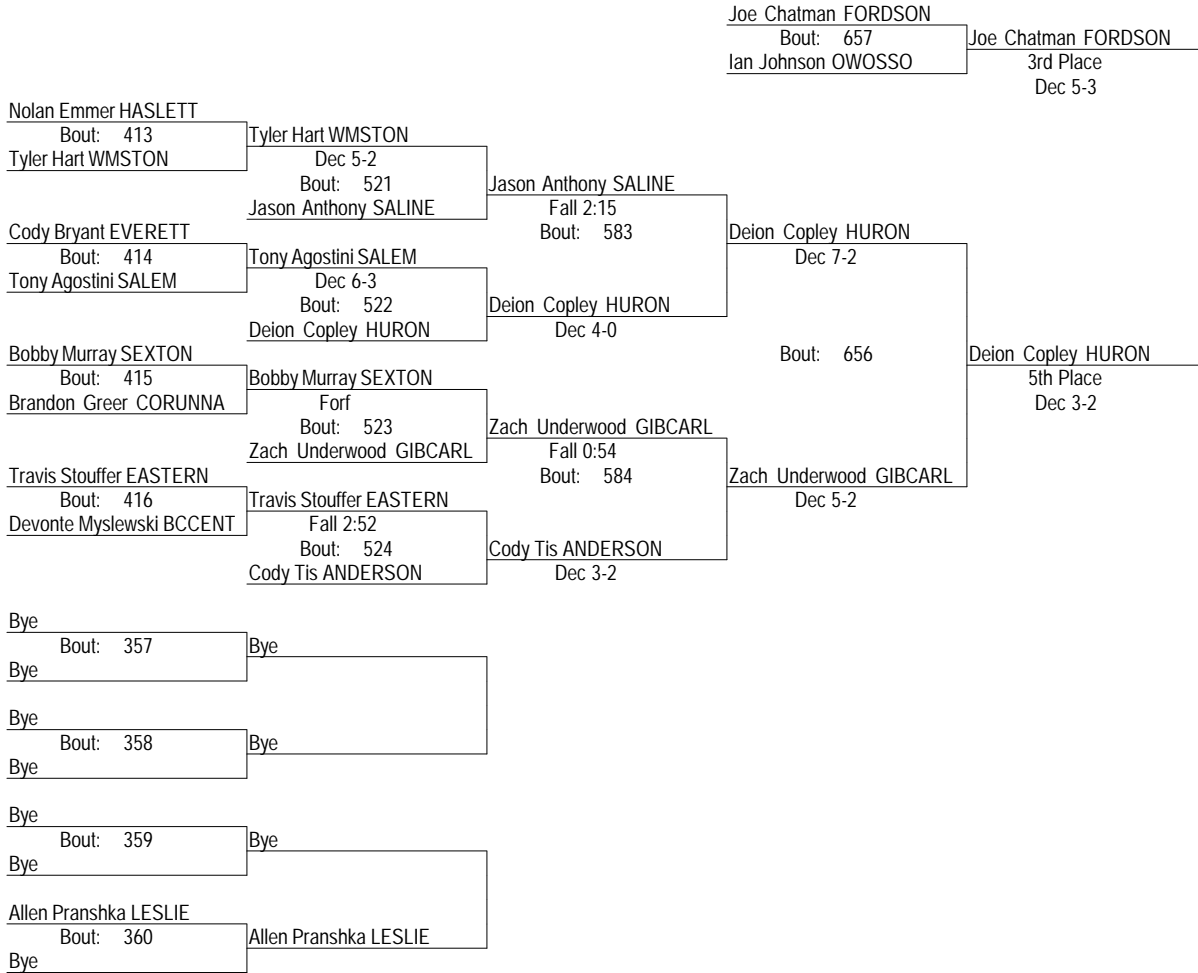 Joe Chatman FORDSON
Bout: 657
Joe Chatman FORDSON
Ian Johnson OWOSSO
3rd Place
Dec 5-3
Nolan Emmer HASLETT
Bout: 413
Tyler Hart WMSTON
Tyler Hart WMSTON
Dec 5-2
Bout: 521
Jason Anthony SALINE
Jason Anthony SALINE
Fall 2:15
Bout: 583
Cody Bryant EVERETT
Bout: 414
Tony Agostini SALEM
Tony Agostini SALEM
Dec 6-3
Bout: 522
Deion Copley HURON
Deion Copley HURON
Dec 4-0
Deion Copley HURON
Dec 7-2
Bobby Murray SEXTON
Bout: 415
Brandon Greer CORUNNA
Bobby Murray SEXTON
Forf
Bout: 523
Zach Underwood GIBCARL
Zach Underwood GIBCARL
Fall 0:54
Bout: 584
Bout: 656
Deion Copley HURON
5th Place
Dec 3-2
Travis Stouffer EASTERN
Bout: 416
Devonte Myslewski BCCENT
Travis Stouffer EASTERN
Fall 2:52
Bout: 524
Cody Tis ANDERSON
Cody Tis ANDERSON
Dec 3-2
Zach Underwood GIBCARL
Dec 5-2
Bye
Bout: 357
Bye
Bye
Bye
Bout: 358
Bye
Bye
Bye
Bout: 359
Bye
Bye
Allen Pranshka LESLIE
Bout: 360
Allen Pranshka LESLIE
Bye